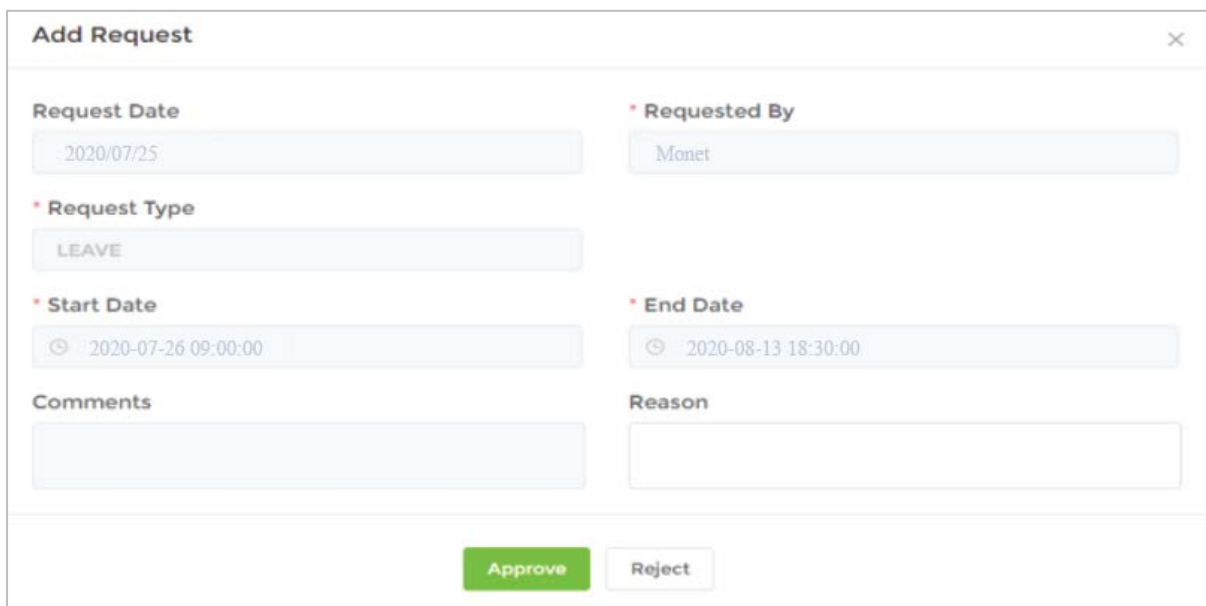 Add Request
Request Date
* Requested By
2020/07/25
Monet
* Request Type
LEAVE
* Start Date
* End Date
2020-07-26 09:00:00
2020-08-13 18:30:00
Comments
Reason
Approve
Reject